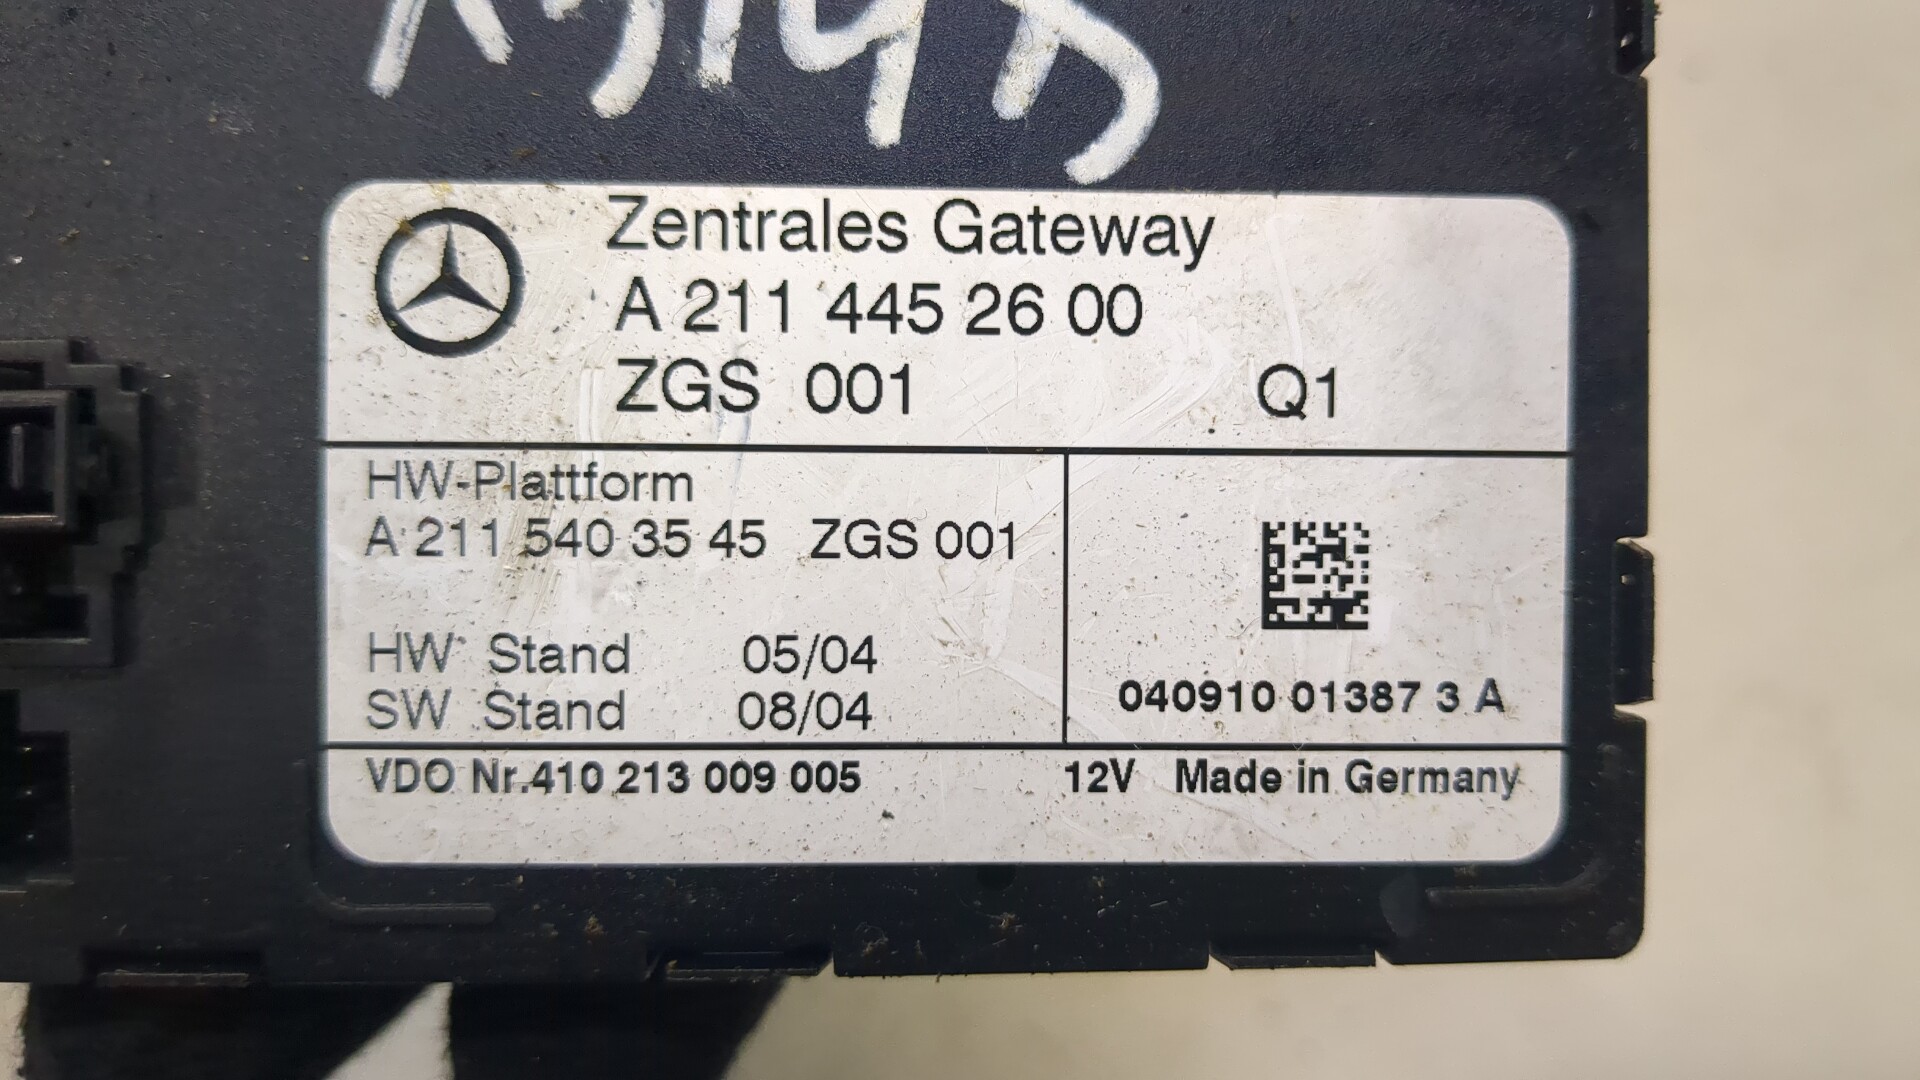 Zentrales Gateway
A 211 445 26 00
ZGS 001 Q1
HW-Plattform
A 211 540 35 45 ZGS 001
HW Stand 05/04
SW Stand 08/04
040910 01387 3 A
VDO Nr.410 213 009 005 12V Made in Germany